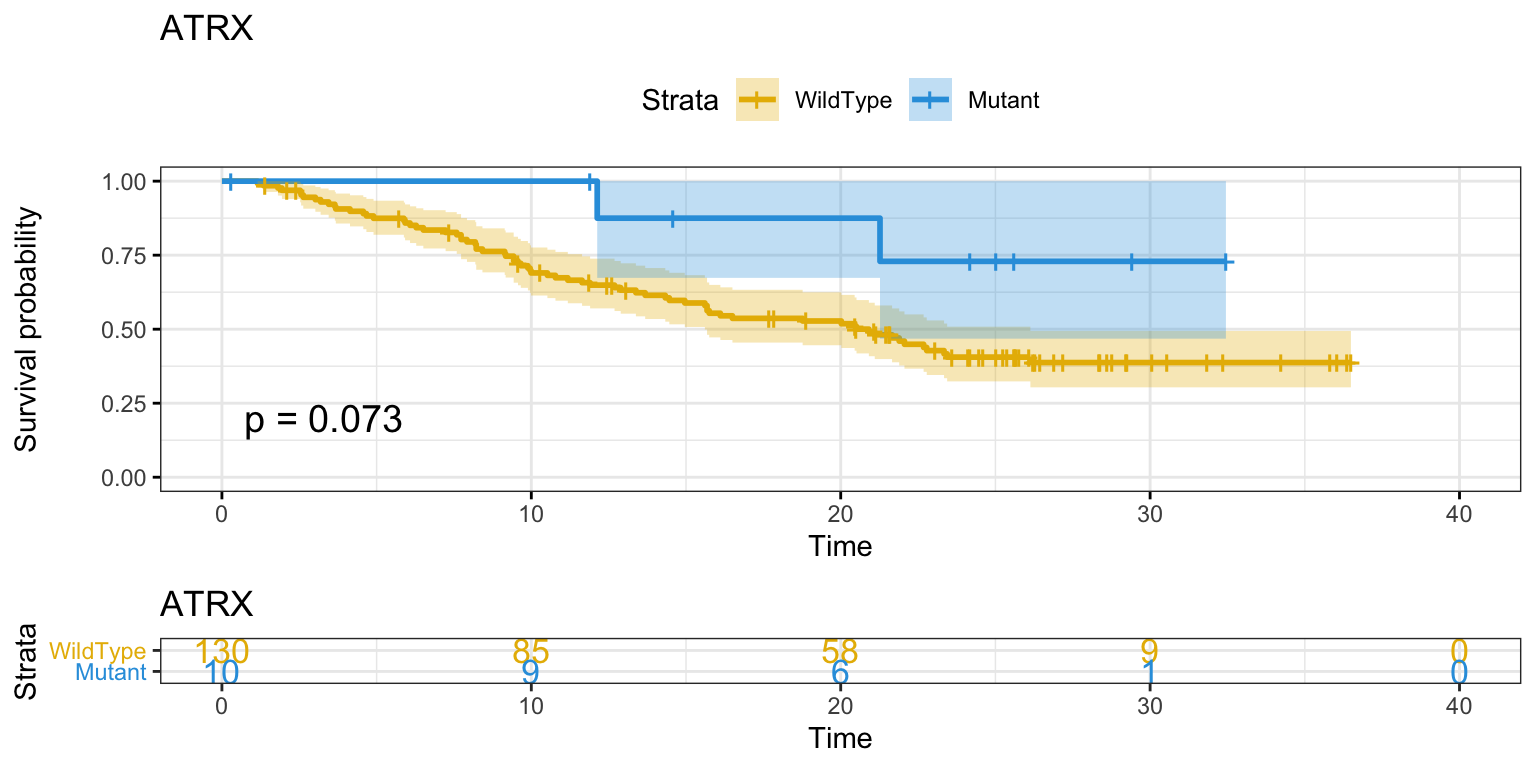 ATRX
Strata WildType Mutant
Survival probability
1.00
0.75
0.50
0.25
0.00
p = 0.073
0 10 20 30 40
Time
ATRX
Strata
WildType 130 85 58 9 0
Mutant 10 9 6 1 0
0 10 20 30 40
Time